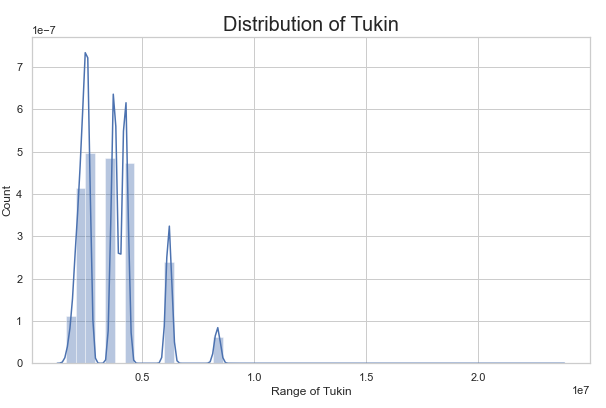 Distribution of Tukin
1e−7
7
6
5
4
3
2
1
0
Count
0.5
1.0
1.5
2.0
1e7
Range of Tukin